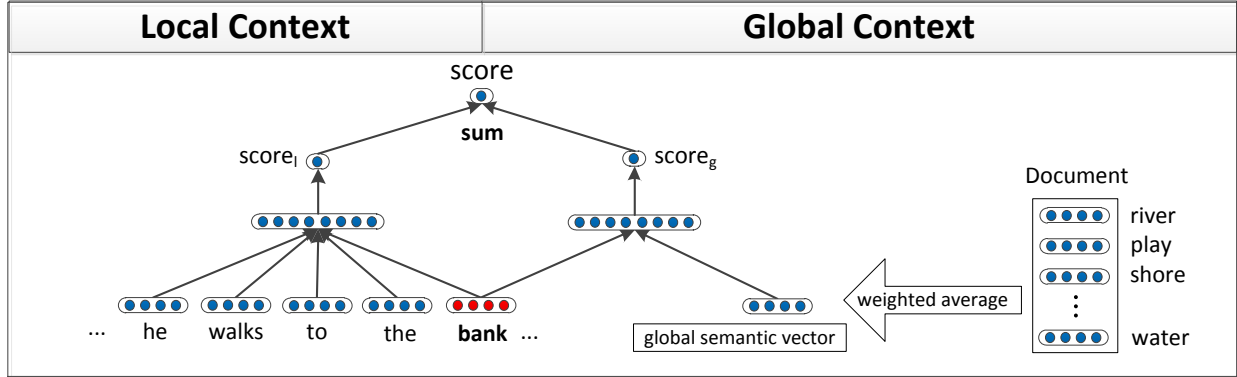 Local Context
Global Context
score
sum
score_l
score_g
Document
river
play
shore
⋮
water
weighted average
... he walks to the bank ...
global semantic vector